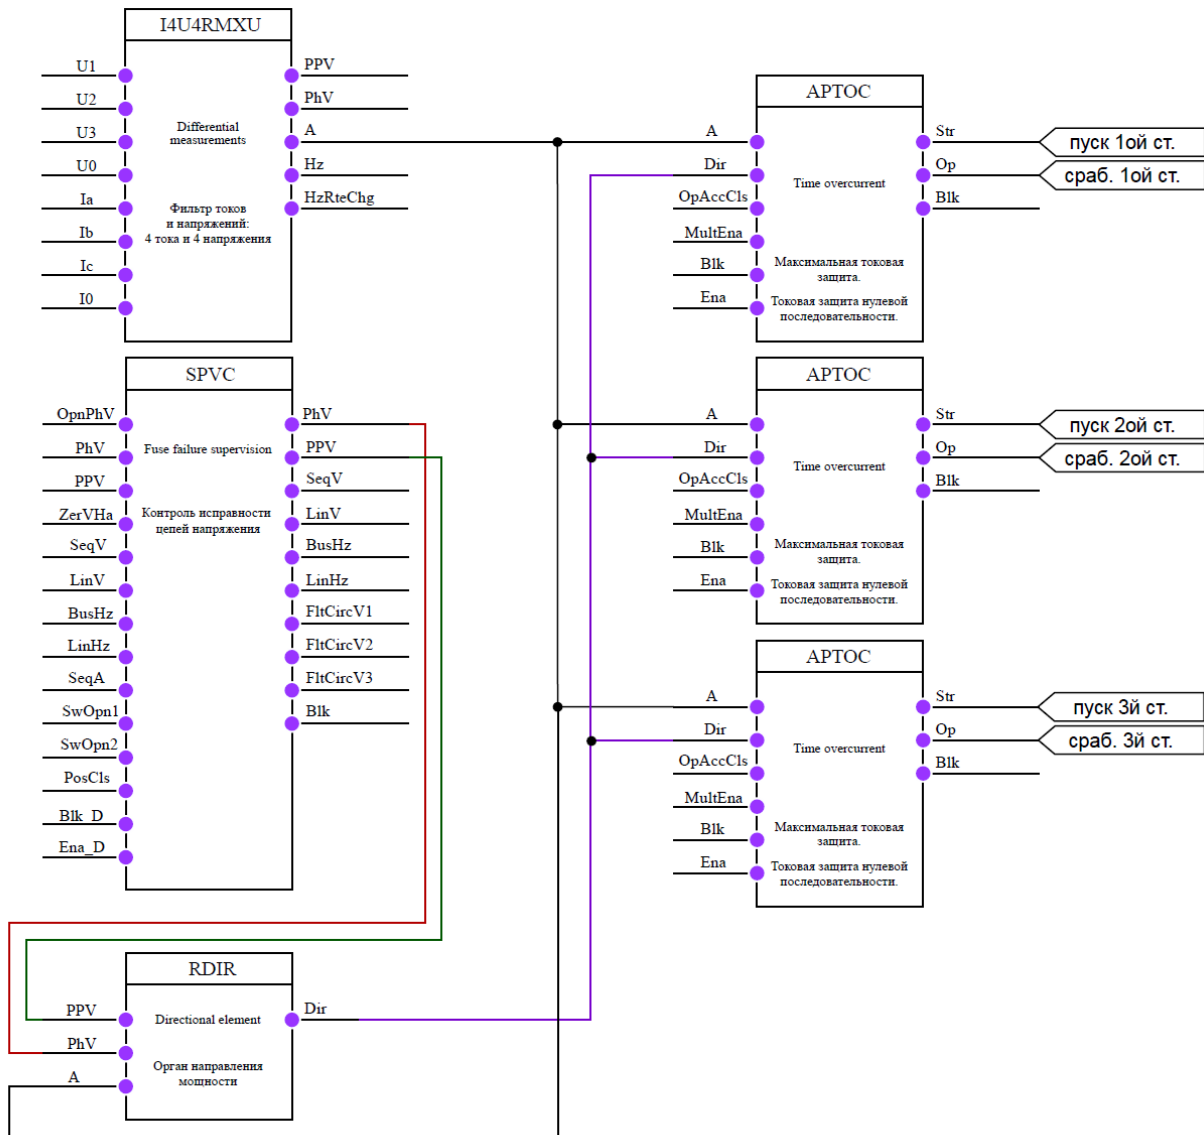 I4U4RMXU
U1
U2
U3
U0
Ia
Ib
Ic
I0
Differential
measurements
Фильтр токов
и напряжений:
4 тока и 4 напряжения
PPV
PhV
A
Hz
HzRteChg
SPVC
OpnPhV
PhV
PPV
ZerVHa
SeqV
LinV
BusHz
LinHz
SeqA
SwOpn1
SwOpn2
PosCls
Blk_D
Ena_D
Fuse failure supervision
Контроль исправности
цепей напряжения
PhV
PPV
SeqV
LinV
BusHz
LinHz
FltCircV1
FltCircV2
FltCircV3
Blk
RDIR
PPV
PhV
A
Directional element
Орган направления
мощности
Dir
APTOC
A
Dir
OpAccCls
MultEna
Blk
Ena
Time overcurrent
Максимальная токовая
защита.
Токовая защита нулевой
последовательности.
Str
Op
Blk
пуск 1ой ст.
сраб. 1ой ст.
APTOC
A
Dir
OpAccCls
MultEna
Blk
Ena
Time overcurrent
Максимальная токовая
защита.
Токовая защита нулевой
последовательности.
Str
Op
Blk
пуск 2ой ст.
сраб. 2ой ст.
APTOC
A
Dir
OpAccCls
MultEna
Blk
Ena
Time overcurrent
Максимальная токовая
защита.
Токовая защита нулевой
последовательности.
Str
Op
Blk
пуск 3й ст.
сраб. 3й ст.